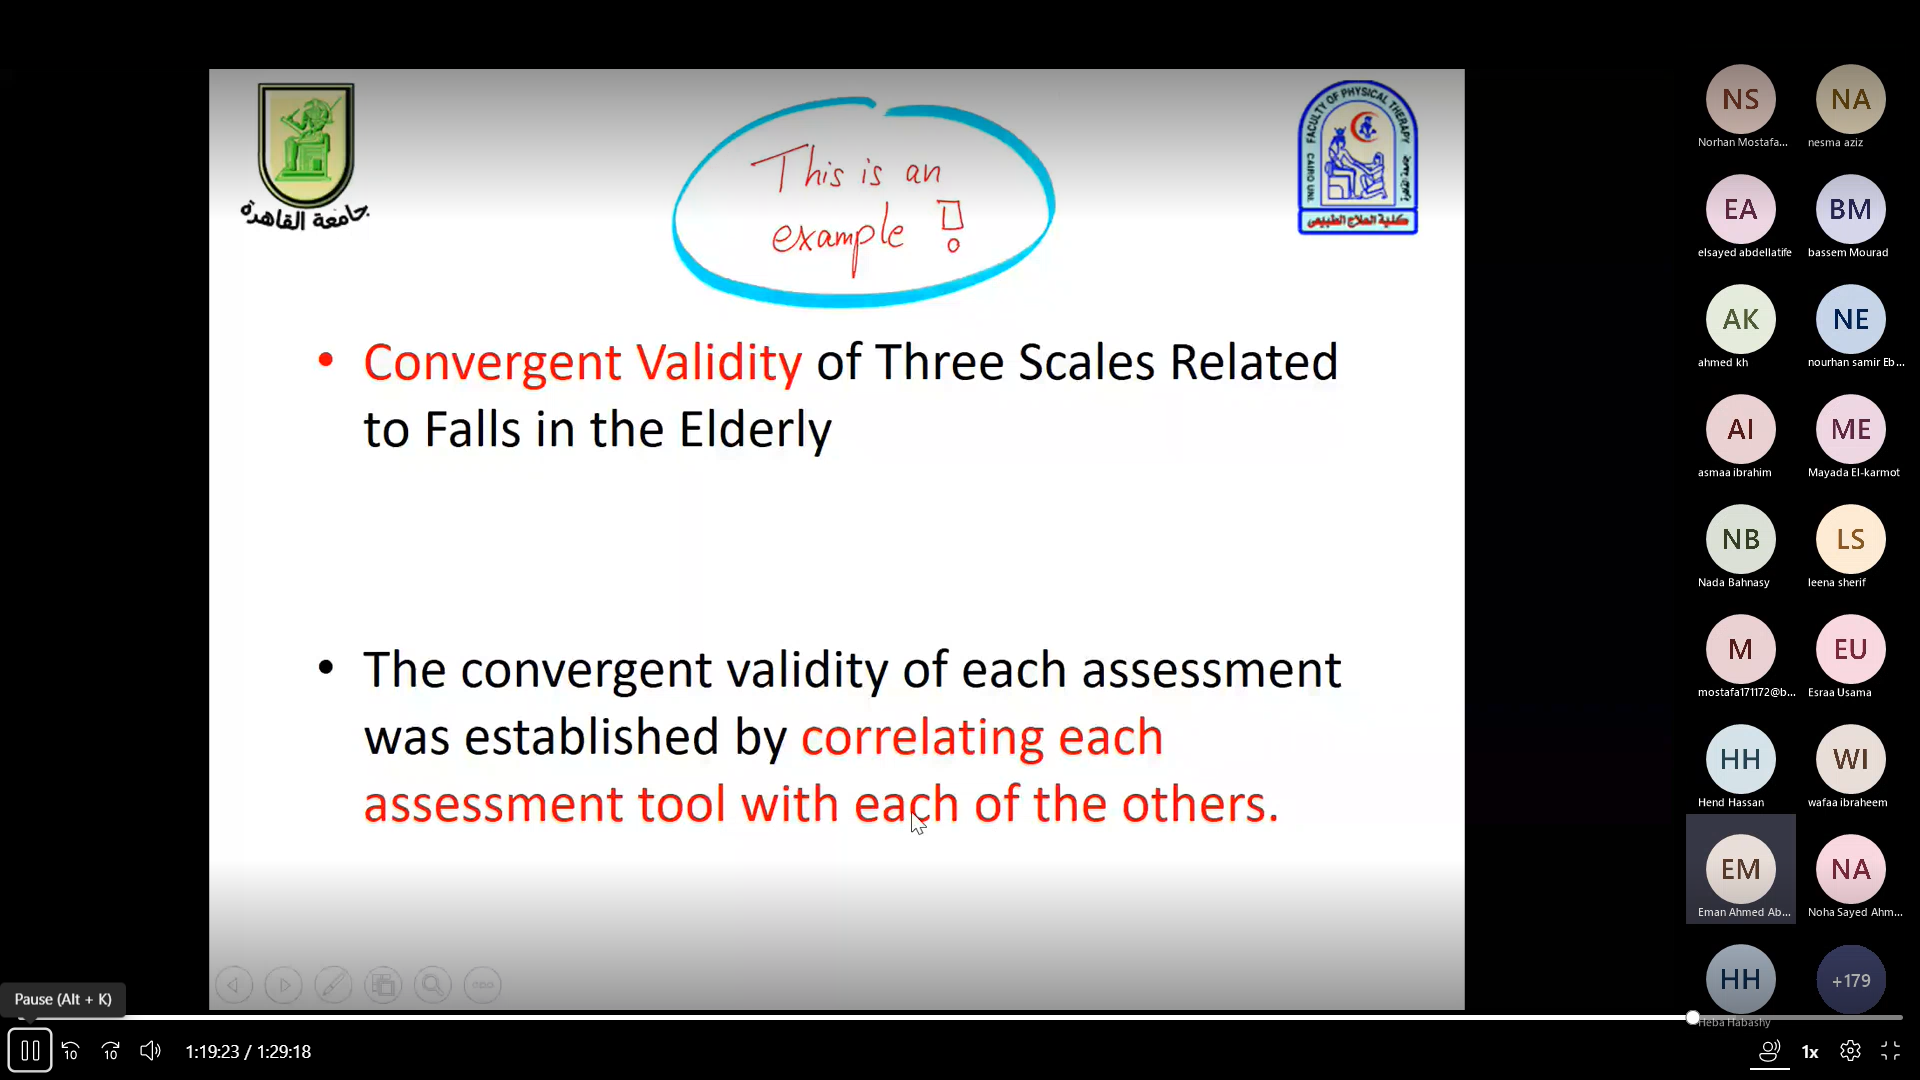 FACULTY OF PHYSICAL THERAPY
CAIRO UNI.
كلية العلاج الطبيعي
جامعة القاهرة
This is an
example !
• Convergent Validity of Three Scales Related
to Falls in the Elderly
• The convergent validity of each assessment
was established by correlating each
assessment tool with each of the others.
NS
Norhan Mostafa...
NA
nesma aziz
EA
elsayed abdellatife
BM
bassem Mourad
AK
ahmed kh
NE
nourhan samir Eb...
AI
asmaa ibrahim
ME
Mayada El-karmot
NB
Nada Bahnasy
LS
leena sherif
M
mostafa171172@b...
EU
Esraa Usama
HH
Hend Hassan
WI
wafaa ibraheem
EM
Eman Ahmed Ab...
NA
Noha Sayed Ahm...
HH
Heba Habashy
+179
Pause (Alt + K)
10
10
1:19:23 / 1:29:18
1x